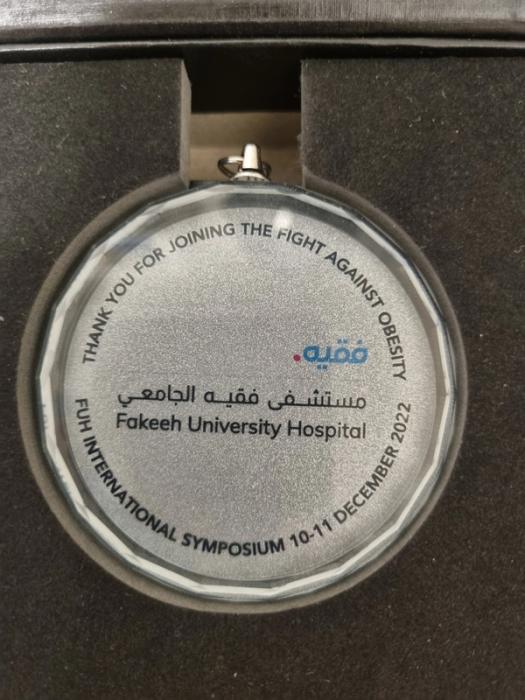 THANK YOU FOR JOINING THE FIGHT AGAINST OBESITY
فقيه.
مستشفى فقيه الجامعي
Fakeeh University Hospital
FUH INTERNATIONAL SYMPOSIUM 10-11 DECEMBER 2022